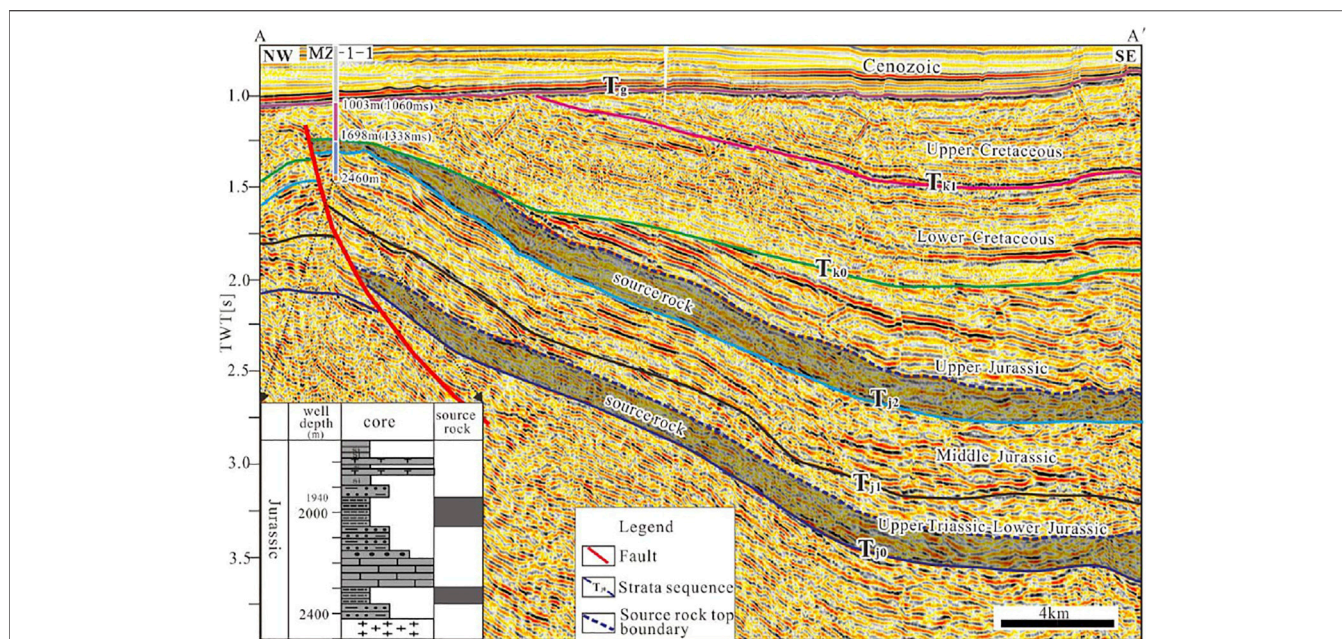 A
A′
NW
MZ-1-1
SE
Cenozoic
Tg
1.0
1003m(1060ms)
1698m(1338ms)
Upper Cretaceous
2460m
1.5
Tk1
Lower Cretaceous
Tk0
2.0
source rock
TWT[s]
Upper Jurassic
2.5
source rock
Tj2
Middle Jurassic
3.0
Tj1
Upper Triassic-Lower Jurassic
Tj0
3.5
well depth (m)
core
source rock
Jurassic
1940
2000
2400
Legend
Fault
Strata sequence
Source rock top boundary
4km